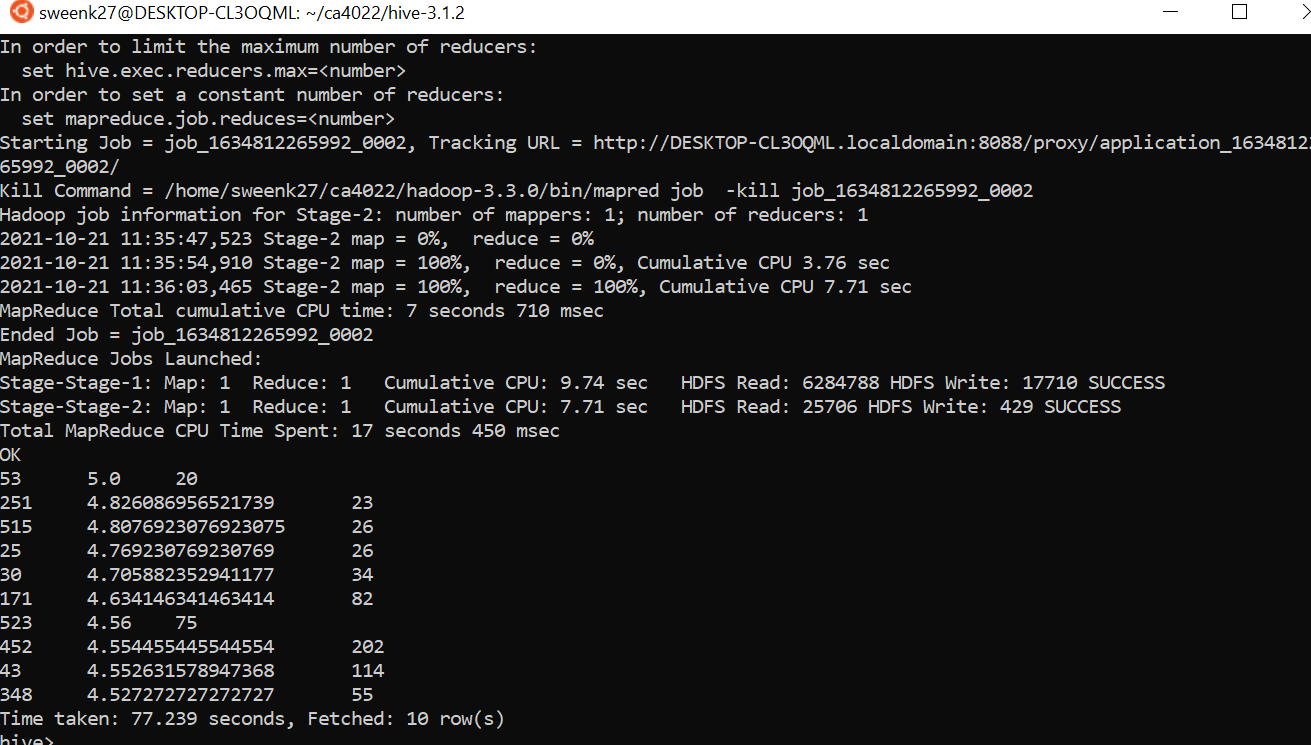 sweenk27@DESKTOP-CL3OQML: ~/ca4022/hive-3.1.2
In order to limit the maximum number of reducers:
  set hive.exec.reducers.max=<number>
In order to set a constant number of reducers:
  set mapreduce.job.reduces=<number>
Starting Job = job_1634812265992_0002, Tracking URL = http://DESKTOP-CL3OQML.localdomain:8088/proxy/application_16348122
65992_0002/
Kill Command = /home/sweenk27/ca4022/hadoop-3.3.0/bin/mapred job  -kill job_1634812265992_0002
Hadoop job information for Stage-2: number of mappers: 1; number of reducers: 1
2021-10-21 11:35:47,523 Stage-2 map = 0%,  reduce = 0%
2021-10-21 11:35:54,910 Stage-2 map = 100%,  reduce = 0%, Cumulative CPU 3.76 sec
2021-10-21 11:36:03,465 Stage-2 map = 100%,  reduce = 100%, Cumulative CPU 7.71 sec
MapReduce Total cumulative CPU time: 7 seconds 710 msec
Ended Job = job_1634812265992_0002
MapReduce Jobs Launched:
Stage-Stage-1: Map: 1  Reduce: 1   Cumulative CPU: 9.74 sec   HDFS Read: 6284788 HDFS Write: 17710 SUCCESS
Stage-Stage-2: Map: 1  Reduce: 1   Cumulative CPU: 7.71 sec   HDFS Read: 25706 HDFS Write: 429 SUCCESS
Total MapReduce CPU Time Spent: 17 seconds 450 msec
OK
53      5.0     20
251     4.826086956521739       23
515     4.8076923076923075      26
25      4.769230769230769       26
30      4.705882352941177       34
171     4.634146341463414       82
523     4.56    75
452     4.554455445544554       202
43      4.552631578947368       114
348     4.527272727272727       55
Time taken: 77.239 seconds, Fetched: 10 row(s)
hive>